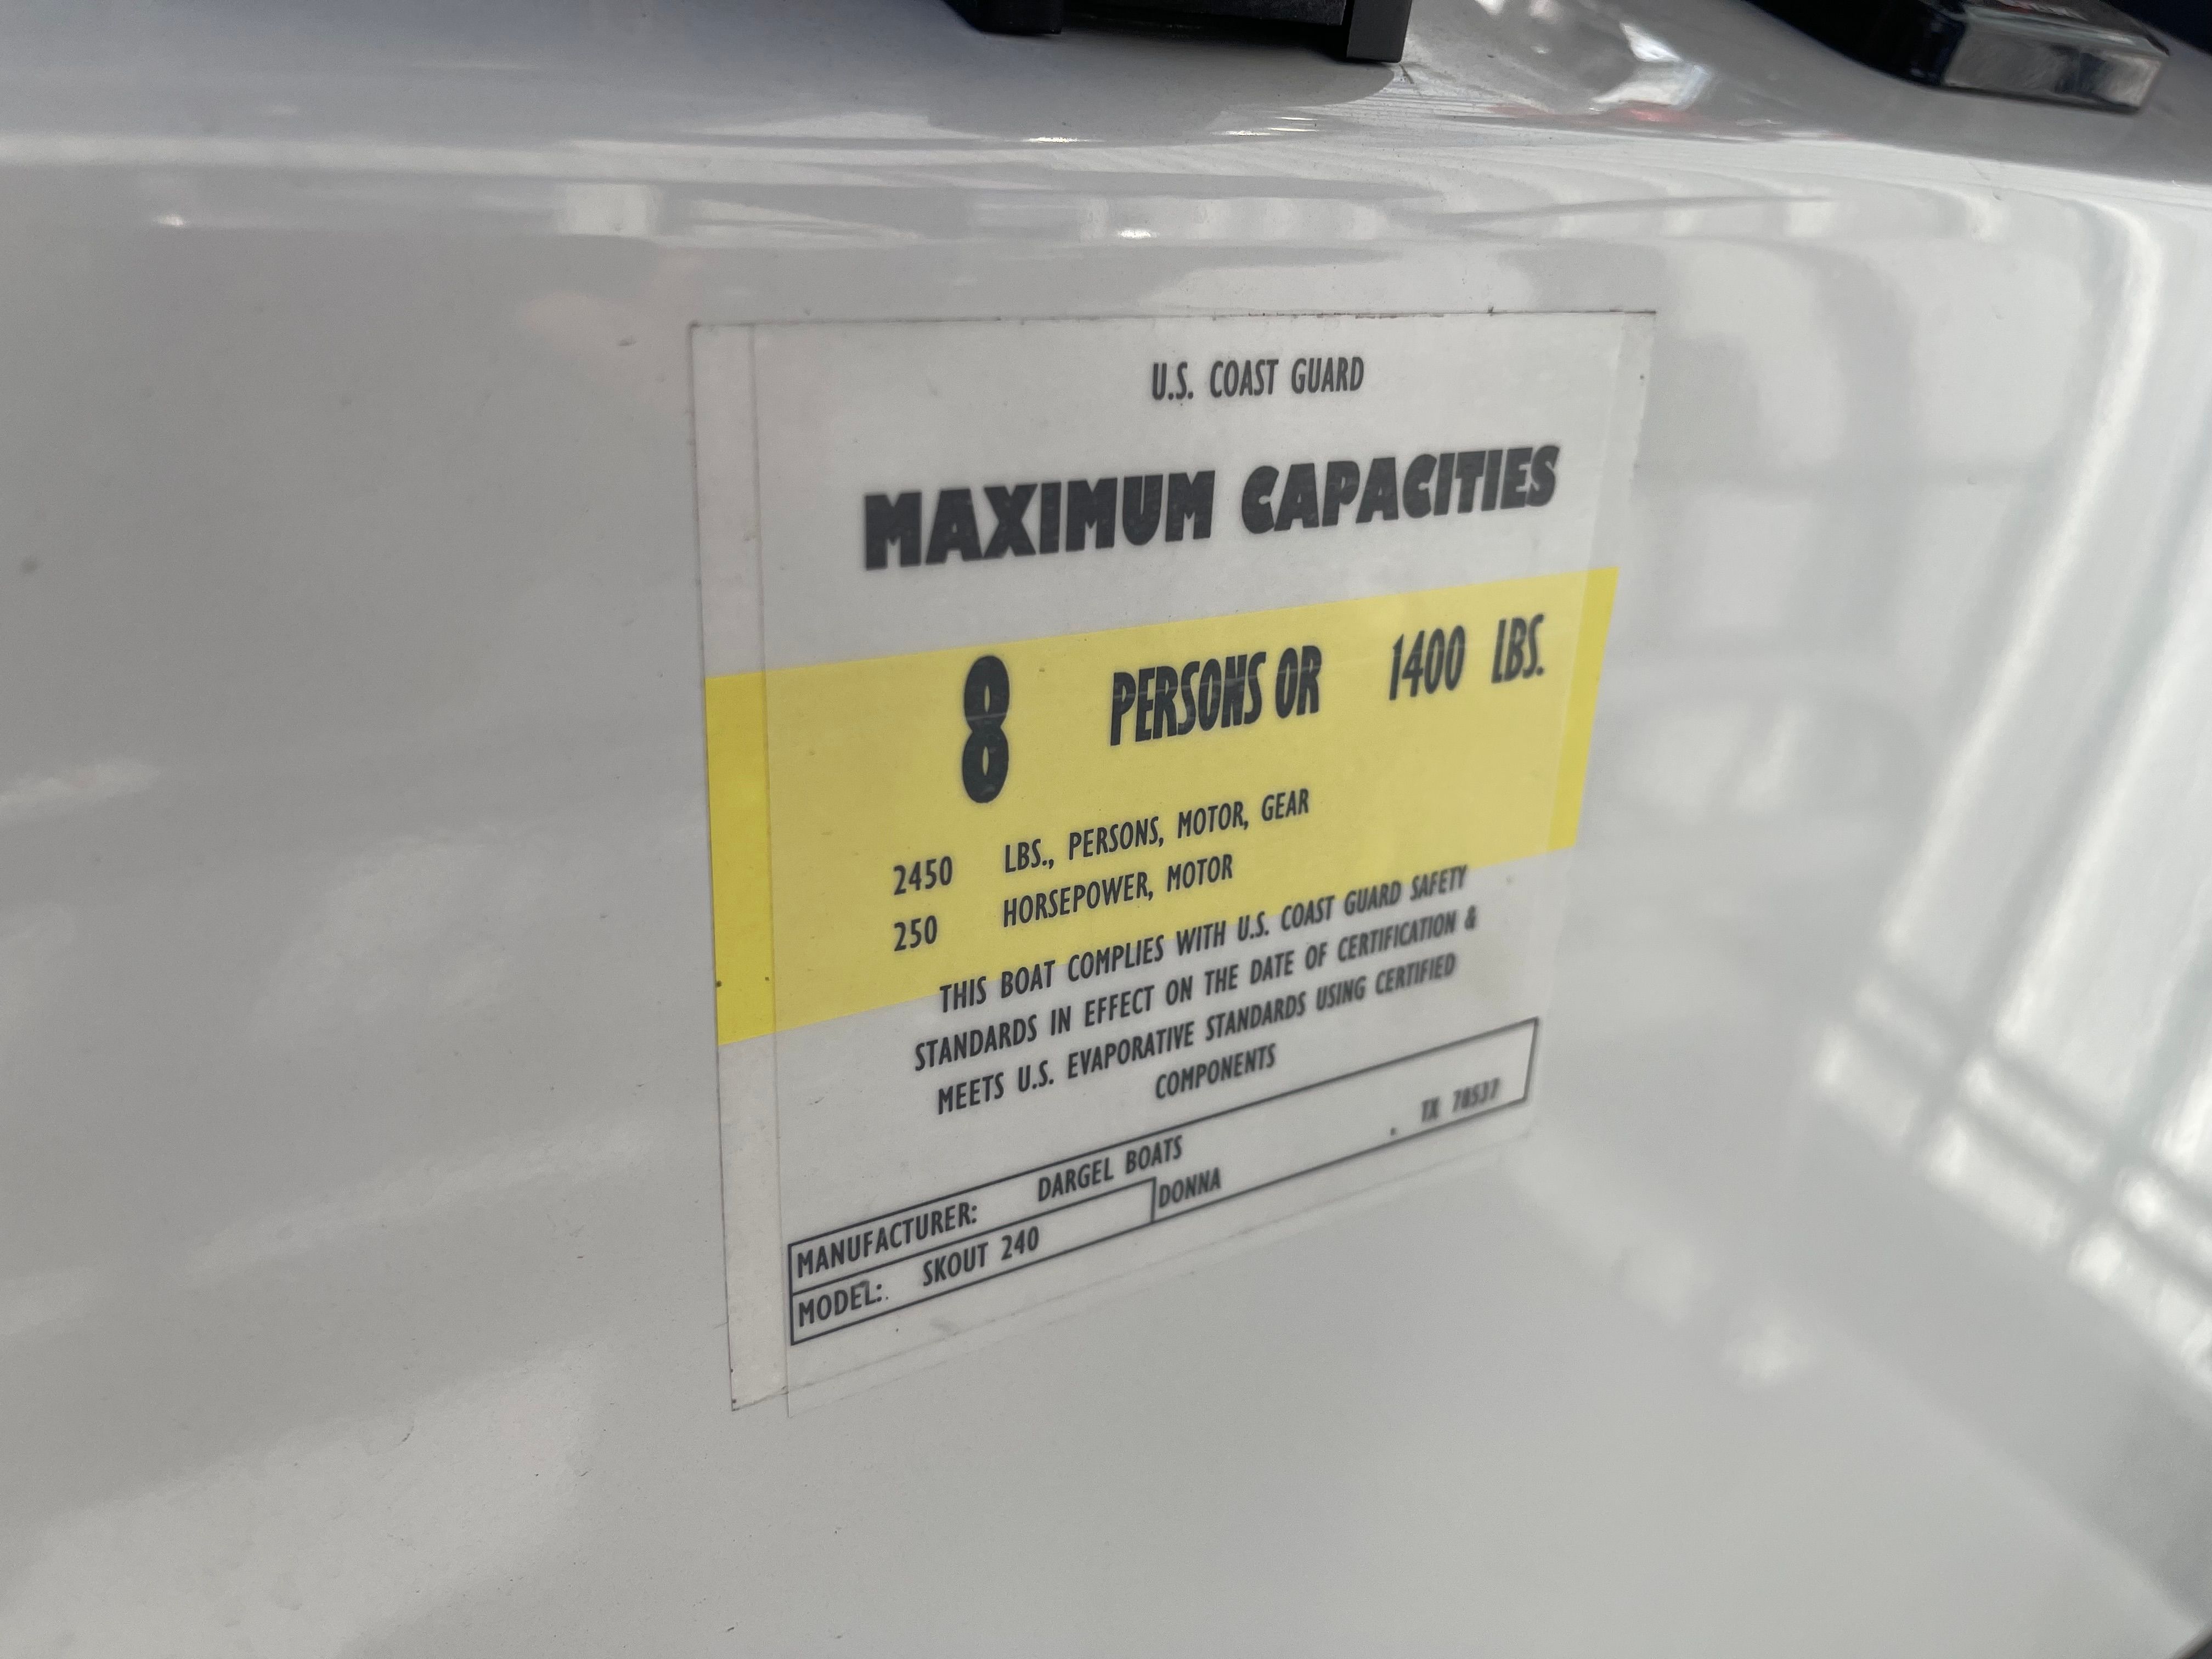 U.S. COAST GUARD
MAXIMUM CAPACITIES
8 PERSONS OR 1400 LBS.
2450 LBS., PERSONS, MOTOR, GEAR
250 HORSEPOWER, MOTOR
THIS BOAT COMPLIES WITH U.S. COAST GUARD SAFETY
STANDARDS IN EFFECT ON THE DATE OF CERTIFICATION &
MEETS U.S. EVAPORATIVE STANDARDS USING CERTIFIED
COMPONENTS
MANUFACTURER: DARGEL BOATS
MODEL: SKOUT 240 DONNA . TX 78537